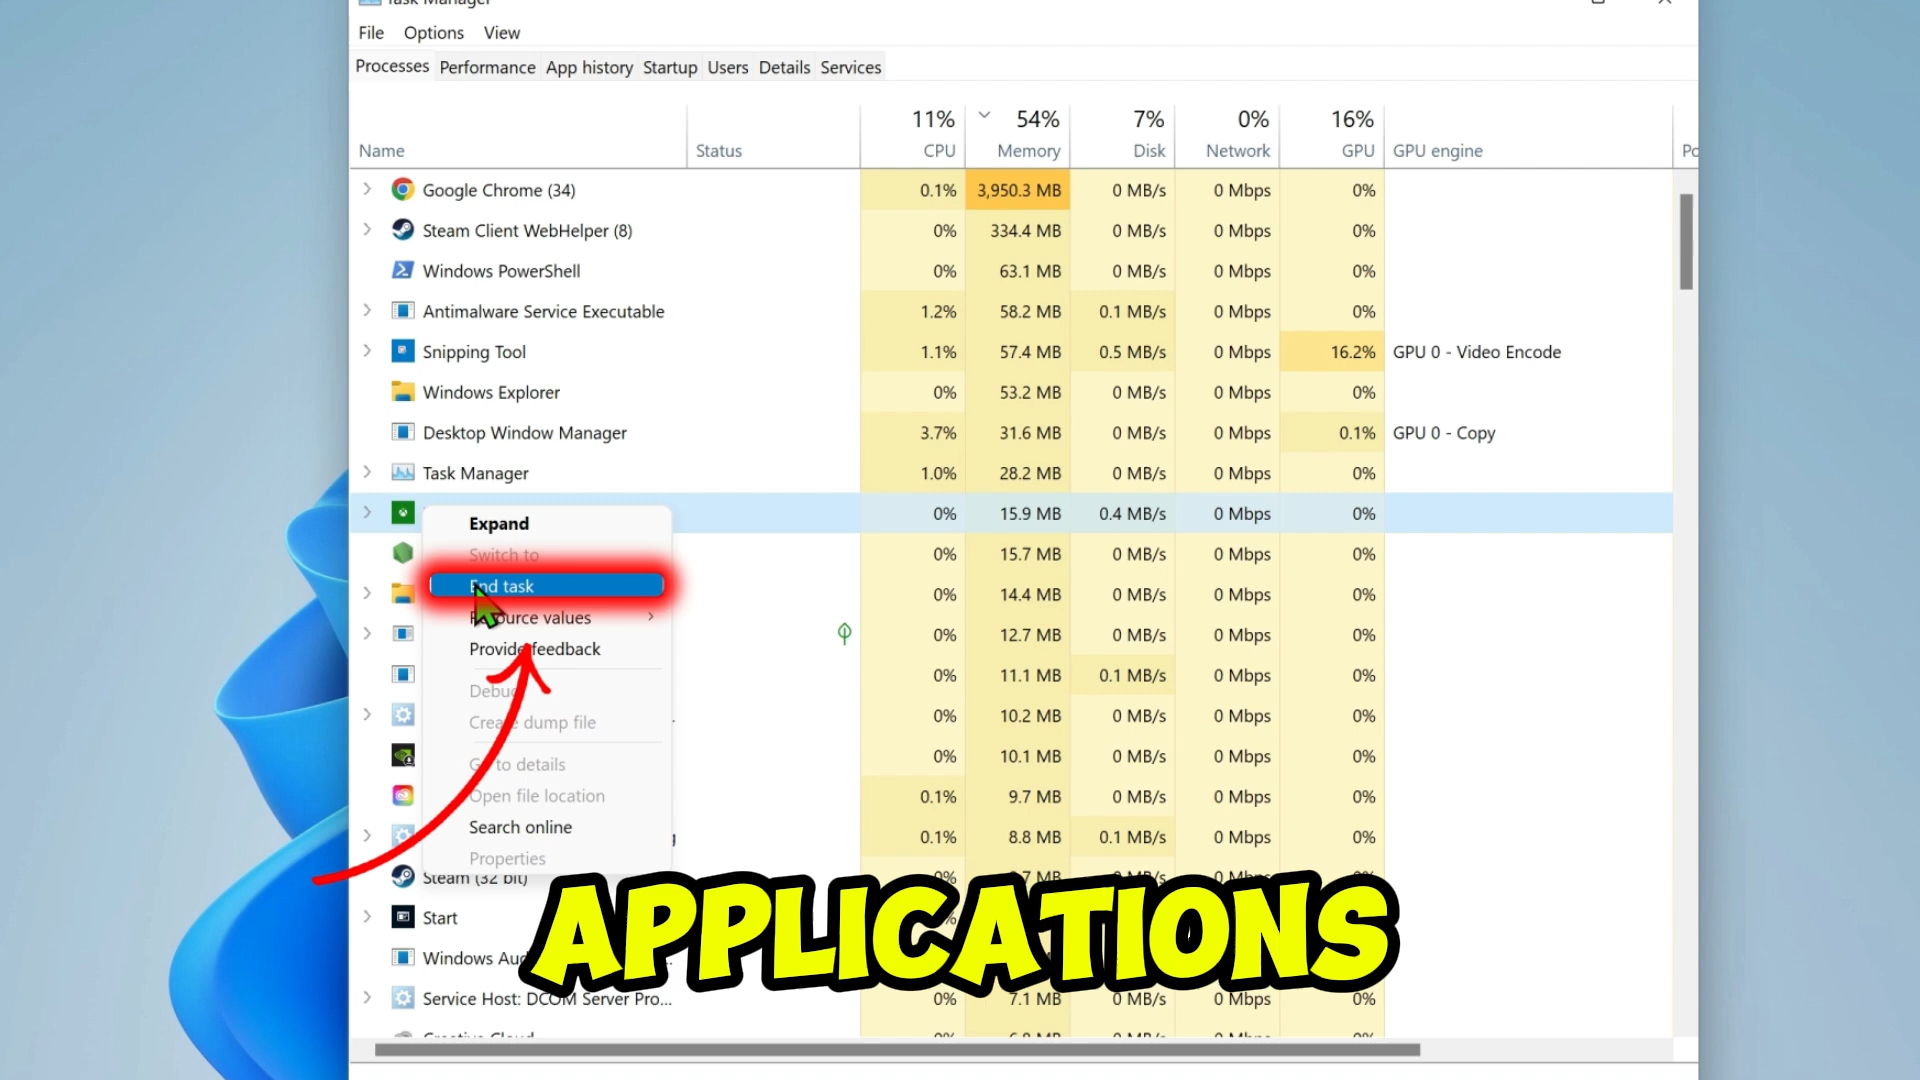 Task Manager
File Options View
Processes Performance App history Startup Users Details Services
11% 54% 7% 0% 16%
Name Status CPU Memory Disk Network GPU GPU engine Po
Google Chrome (34) 0.1% 3,950.3 MB 0 MB/s 0 Mbps 0%
Steam Client WebHelper (8) 0% 334.4 MB 0 MB/s 0 Mbps 0%
Windows PowerShell 0% 63.1 MB 0 MB/s 0 Mbps 0%
Antimalware Service Executable 1.2% 58.2 MB 0.1 MB/s 0 Mbps 0%
Snipping Tool 1.1% 57.4 MB 0.5 MB/s 0 Mbps 16.2% GPU 0 - Video Encode
Windows Explorer 0% 53.2 MB 0 MB/s 0 Mbps 0%
Desktop Window Manager 3.7% 31.6 MB 0 MB/s 0 Mbps 0.1% GPU 0 - Copy
Task Manager 1.0% 28.2 MB 0 MB/s 0 Mbps 0%
0% 15.9 MB 0.4 MB/s 0 Mbps 0%
Expand
Switch to
0% 15.7 MB 0 MB/s 0 Mbps 0%
End task
0% 14.4 MB 0 MB/s 0 Mbps 0%
Resource values
0% 12.7 MB 0 MB/s 0 Mbps 0%
Provide feedback
0% 11.1 MB 0.1 MB/s 0 Mbps 0%
Debug
Create dump file
0% 10.2 MB 0 MB/s 0 Mbps 0%
0% 10.1 MB 0 MB/s 0 Mbps 0%
Go to details
Open file location
0.1% 9.7 MB 0 MB/s 0 Mbps 0%
Search online
0.1% 8.8 MB 0.1 MB/s 0 Mbps 0%
Properties
Steam (32 bit)
Start
APPLICATIONS
Windows Aud
Service Host: DCOM Server Pro... 0% 7.1 MB 0 MB/s 0 Mbps 0%
Creative Cloud